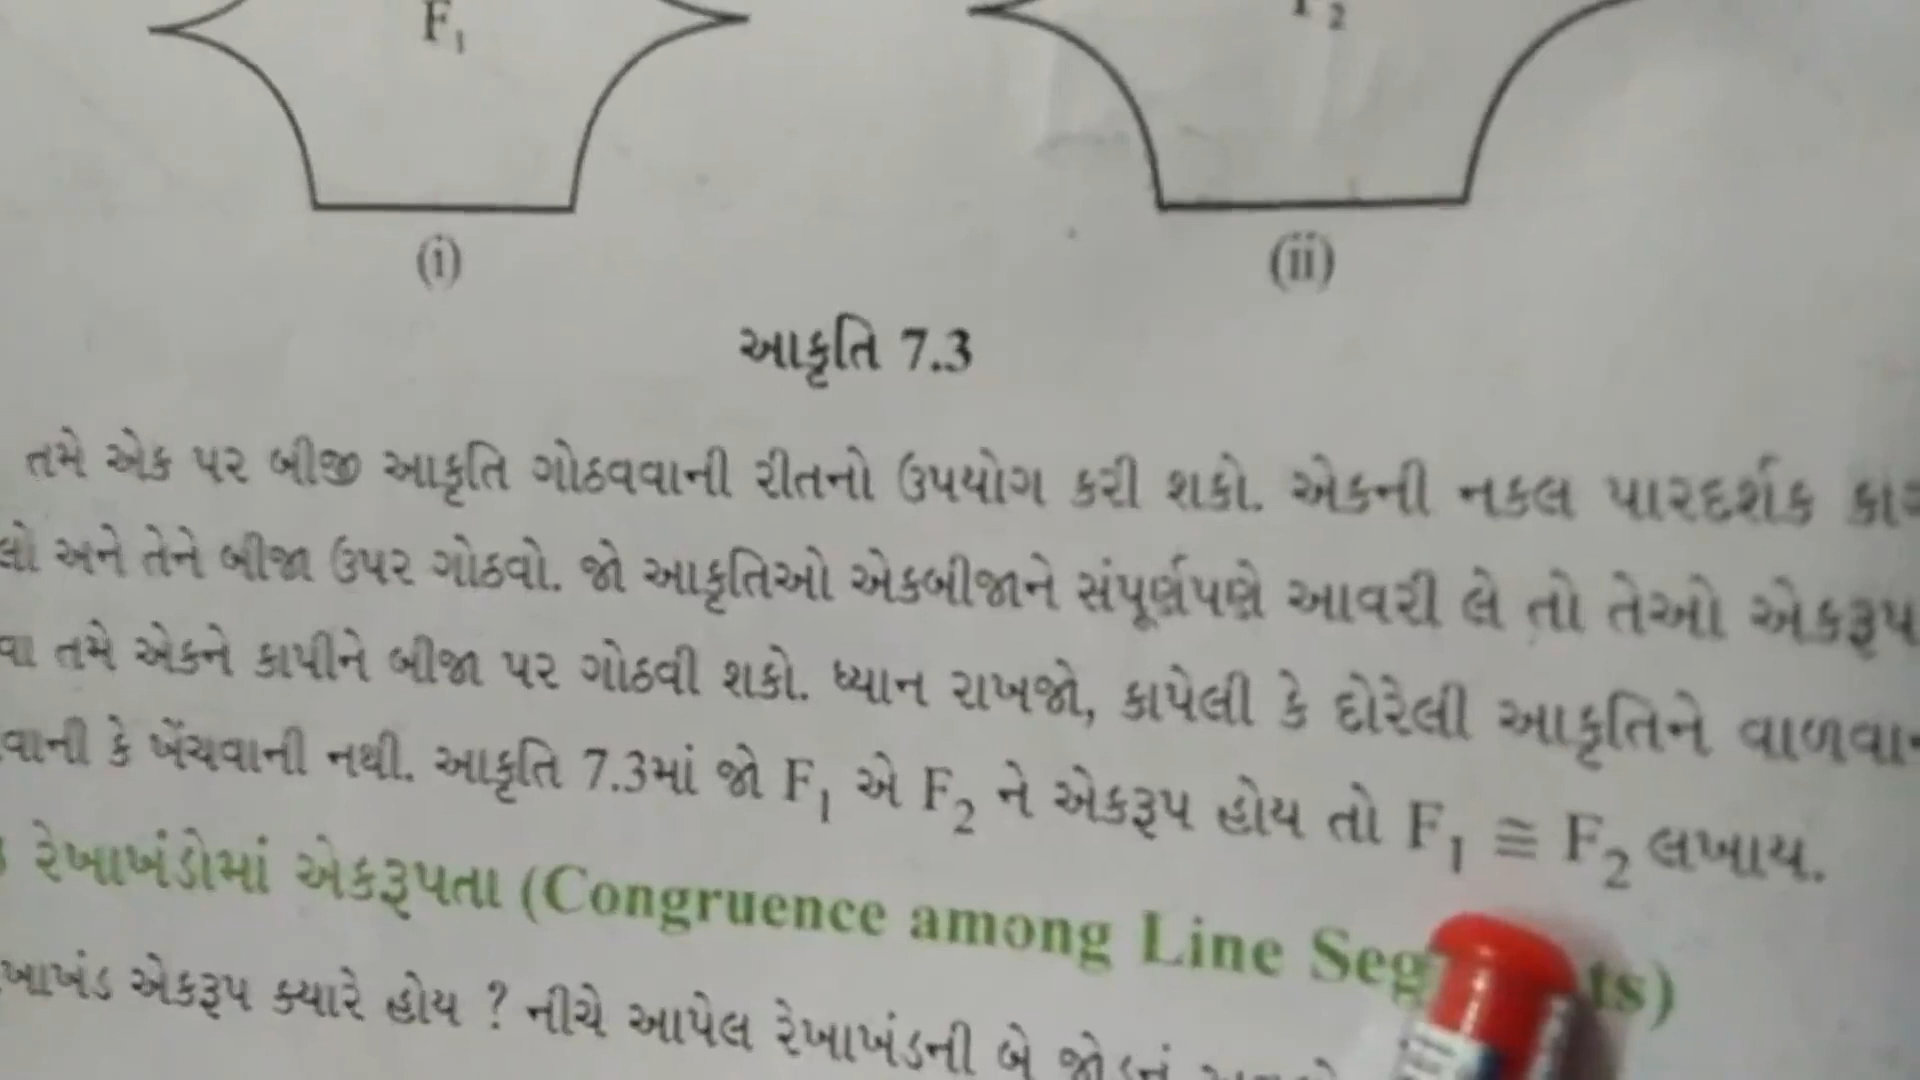 F₁
F₂
(i)
(ii)
આકૃતિ 7.3
તમે એક પર બીજી આકૃતિ ગોઠવવાની રીતનો ઉપયોગ કરી શકો. એકની નકલ પારદર્શક
લો અને તેને બીજા ઉપર ગોઠવો. જો આકૃતિઓ એકબીજાને સંપૂર્ણપણે આવરી લે તો તેઓ એકરૂપ
તમે એકને કાપીને બીજા પર ગોઠવી શકો. ધ્યાન રાખજો, કાપેલી કે દોરેલી આકૃતિને
કે ખેંચવાની નથી. આકૃતિ 7.3માં જો F₁ એ F₂ ને એકરૂપ હોય તો F₁ ≅ F₂ લખાય.
રેખાખંડોમાં એકરૂપતા (Congruence among Line
એકરૂપ ક્યારે હોય ? નીચે આપેલ રેખાખંડની બે